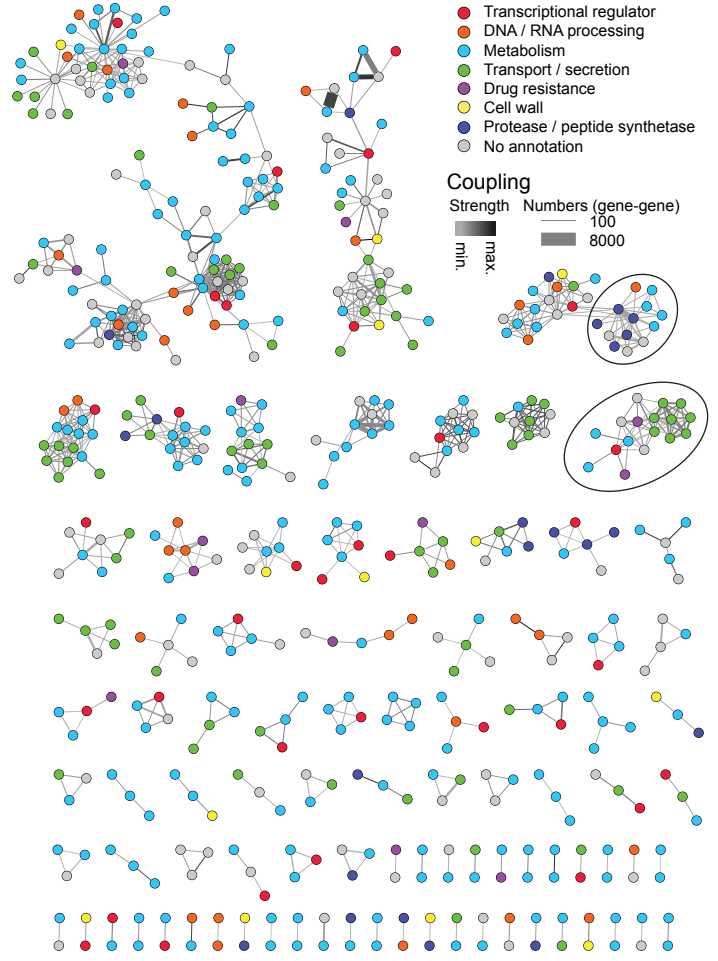 Transcriptional regulator
DNA / RNA processing
Metabolism
Transport / secretion
Drug resistance
Cell wall
Protease / peptide synthetase
No annotation
Coupling
Strength
Numbers (gene-gene)
min.
max.
100
8000